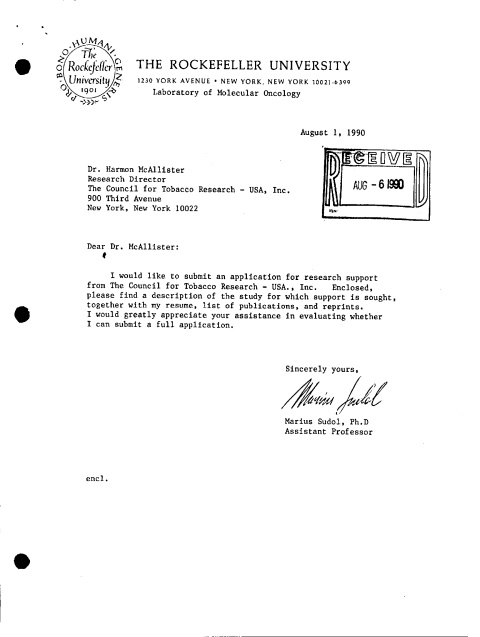 PRO·BONO·HUMANI·GENERIS
The
Rockefeller
University
1901
THE ROCKEFELLER UNIVERSITY
1230 YORK AVENUE • NEW YORK, NEW YORK 10021-6399
Laboratory of Molecular Oncology
August 1, 1990
RECEIVED
AUG - 6 1990
Dr. Harmon McAllister
Research Director
The Council for Tobacco Research - USA, Inc.
900 Third Avenue
New York, New York 10022
Dear Dr. McAllister:
I would like to submit an application for research support
from The Council for Tobacco Research - USA., Inc. Enclosed,
please find a description of the study for which support is sought,
together with my resume, list of publications, and reprints.
I would greatly appreciate your assistance in evaluating whether
I can submit a full application.
Sincerely yours,
Marius Sudol
Marius Sudol, Ph.D
Assistant Professor
encl.